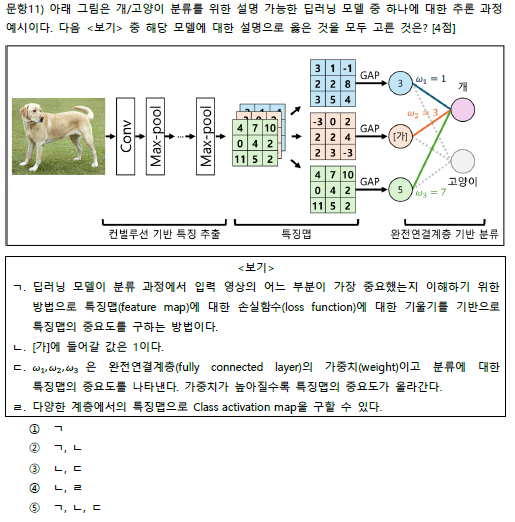 문항11) 아래 그림은 개/고양이 분류를 위한 설명 가능한 딥러닝 모델 중 하나에 대한 추론 과정
예시이다. 다음 <보기> 중 해당 모델에 대한 설명으로 옳은 것을 모두 고른 것은? [4점]
Conv
Max-pool
...
Max-pool
3 1 -1
4 7 10
0 4 2
11 5 2
3 1 -1
2 2 8
3 5 4
-3 0 2
2 2 4
2 3 -3
4 7 10
0 4 2
11 5 2
GAP
GAP
GAP
3
[가]
5
ω₁ = 1
ω₂ = 3
ω₃ = 7
개
고양이
컨벌루션 기반 특징 추출
특징맵
완전연결계층 기반 분류
<보기>
ㄱ. 딥러닝 모델이 분류 과정에서 입력 영상의 어느 부분이 가장 중요했는지 이해하기 위한
방법으로 특징맵(feature map)에 대한 손실함수(loss function)에 대한 기울기를 기반으로
특징맵의 중요도를 구하는 방법이다.
ㄴ. [가]에 들어갈 값은 1이다.
ㄷ. ω₁,ω₂,ω₃ 은 완전연결계층(fully connected layer)의 가중치(weight)이고 분류에 대한
특징맵의 중요도를 나타낸다. 가중치가 높아질수록 특징맵의 중요도가 올라간다.
ㄹ. 다양한 계층에서의 특징맵으로 Class activation map을 구할 수 있다.
① ㄱ
② ㄱ, ㄴ
③ ㄴ, ㄷ
④ ㄴ, ㄹ
⑤ ㄱ, ㄴ, ㄷ